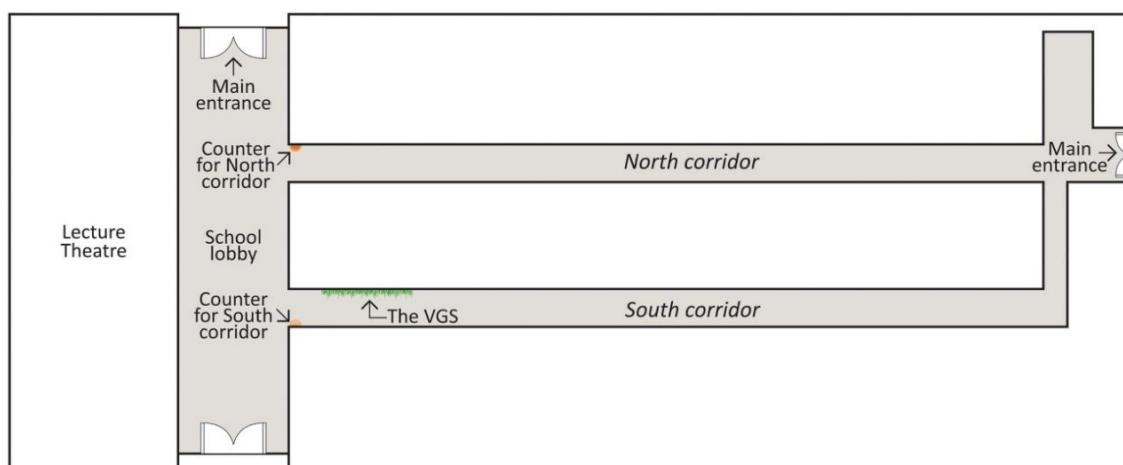 Main
entrance
Counter
for North
corridor
North corridor
Main
entrance
Lecture
Theatre
School
lobby
Counter
for South
corridor
The VGS
South corridor